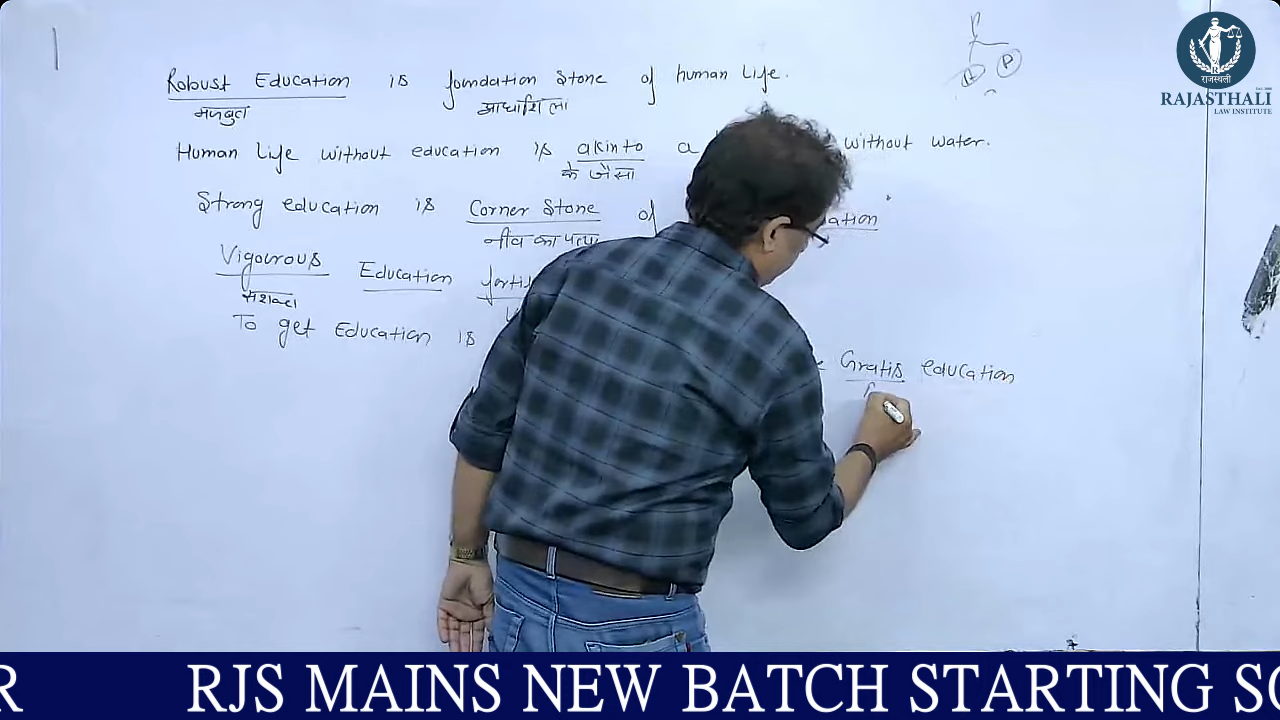 Robust Education is foundation stone of human life.
मजबूत आधारशिला
Human life without education is akin to a without water.
के जैसा
Strong education is Corner Stone of
नींव का पत्थर
Vigourous Education
सशक्त
To get Education is
Gratis education
राजस्थली
RAJASTHALI
LAW INSTITUTE
RJS MAINS NEW BATCH STARTING